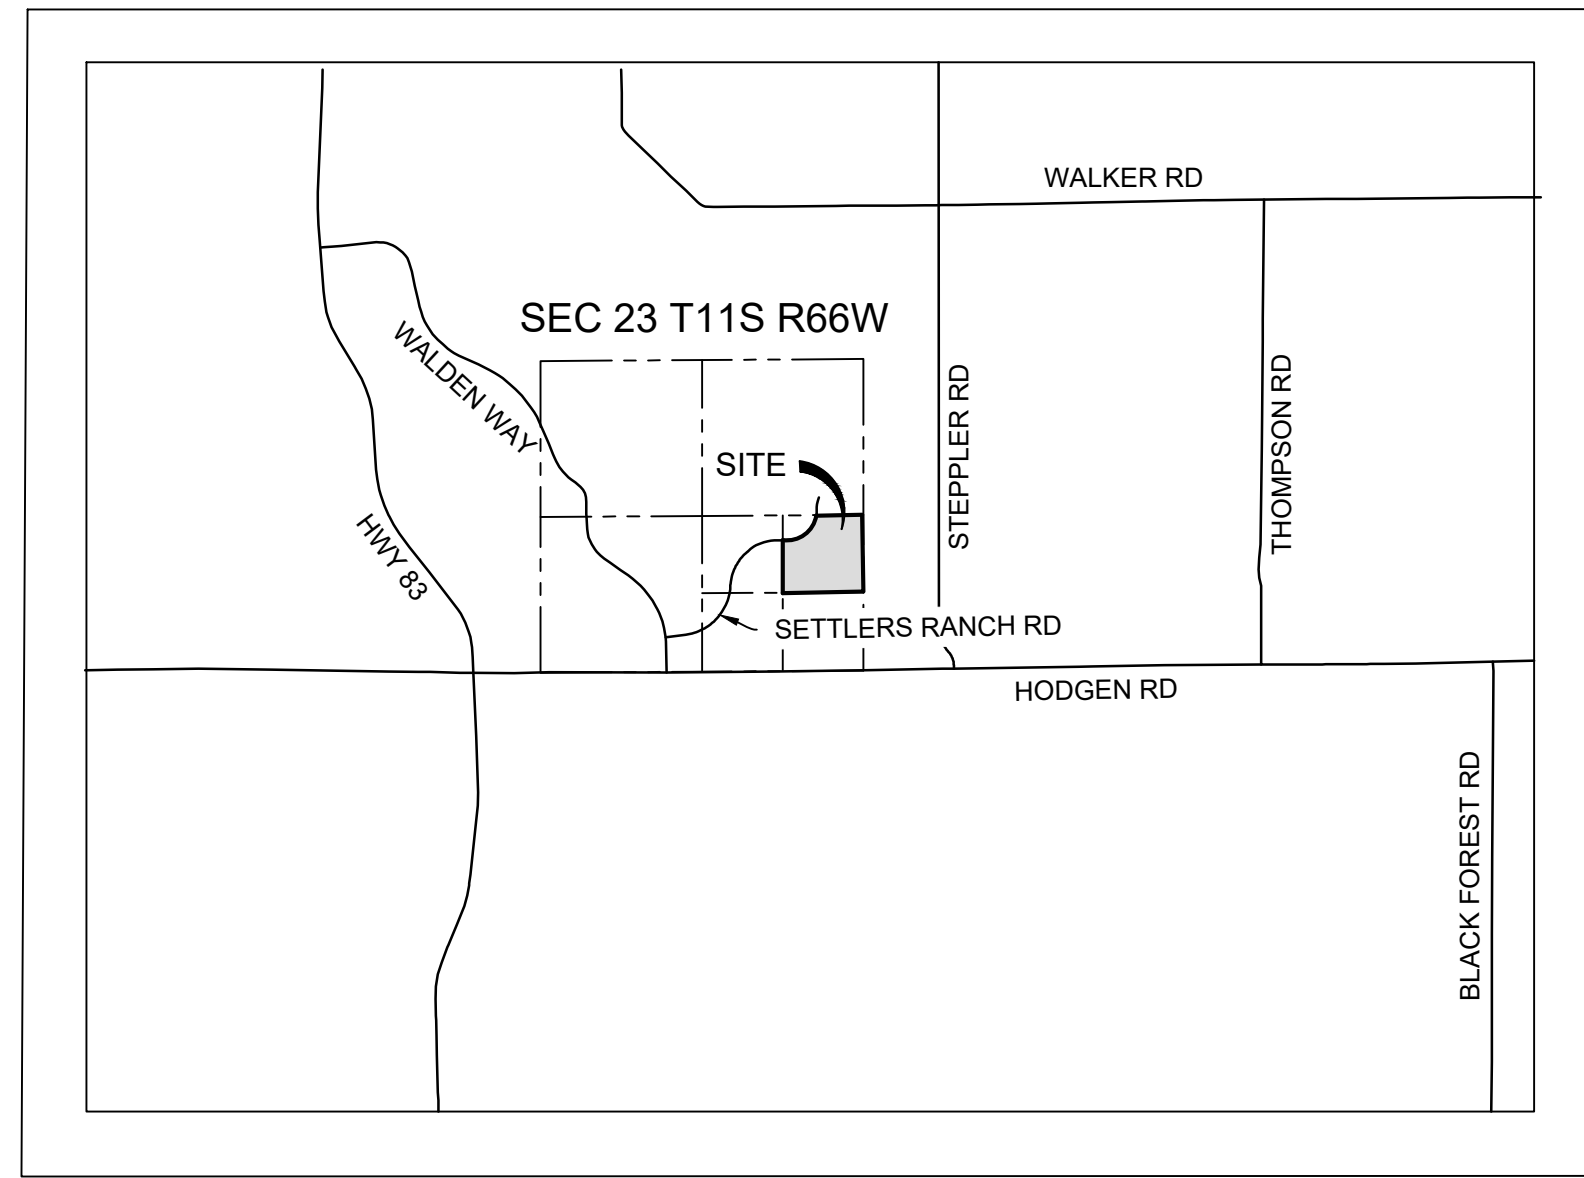 WALKER RD
SEC 23 T11S R66W
WALDEN WAY
STEPPLER RD
THOMPSON RD
SITE
HWY 83
SETTLERS RANCH RD
HODGEN RD
BLACK FOREST RD